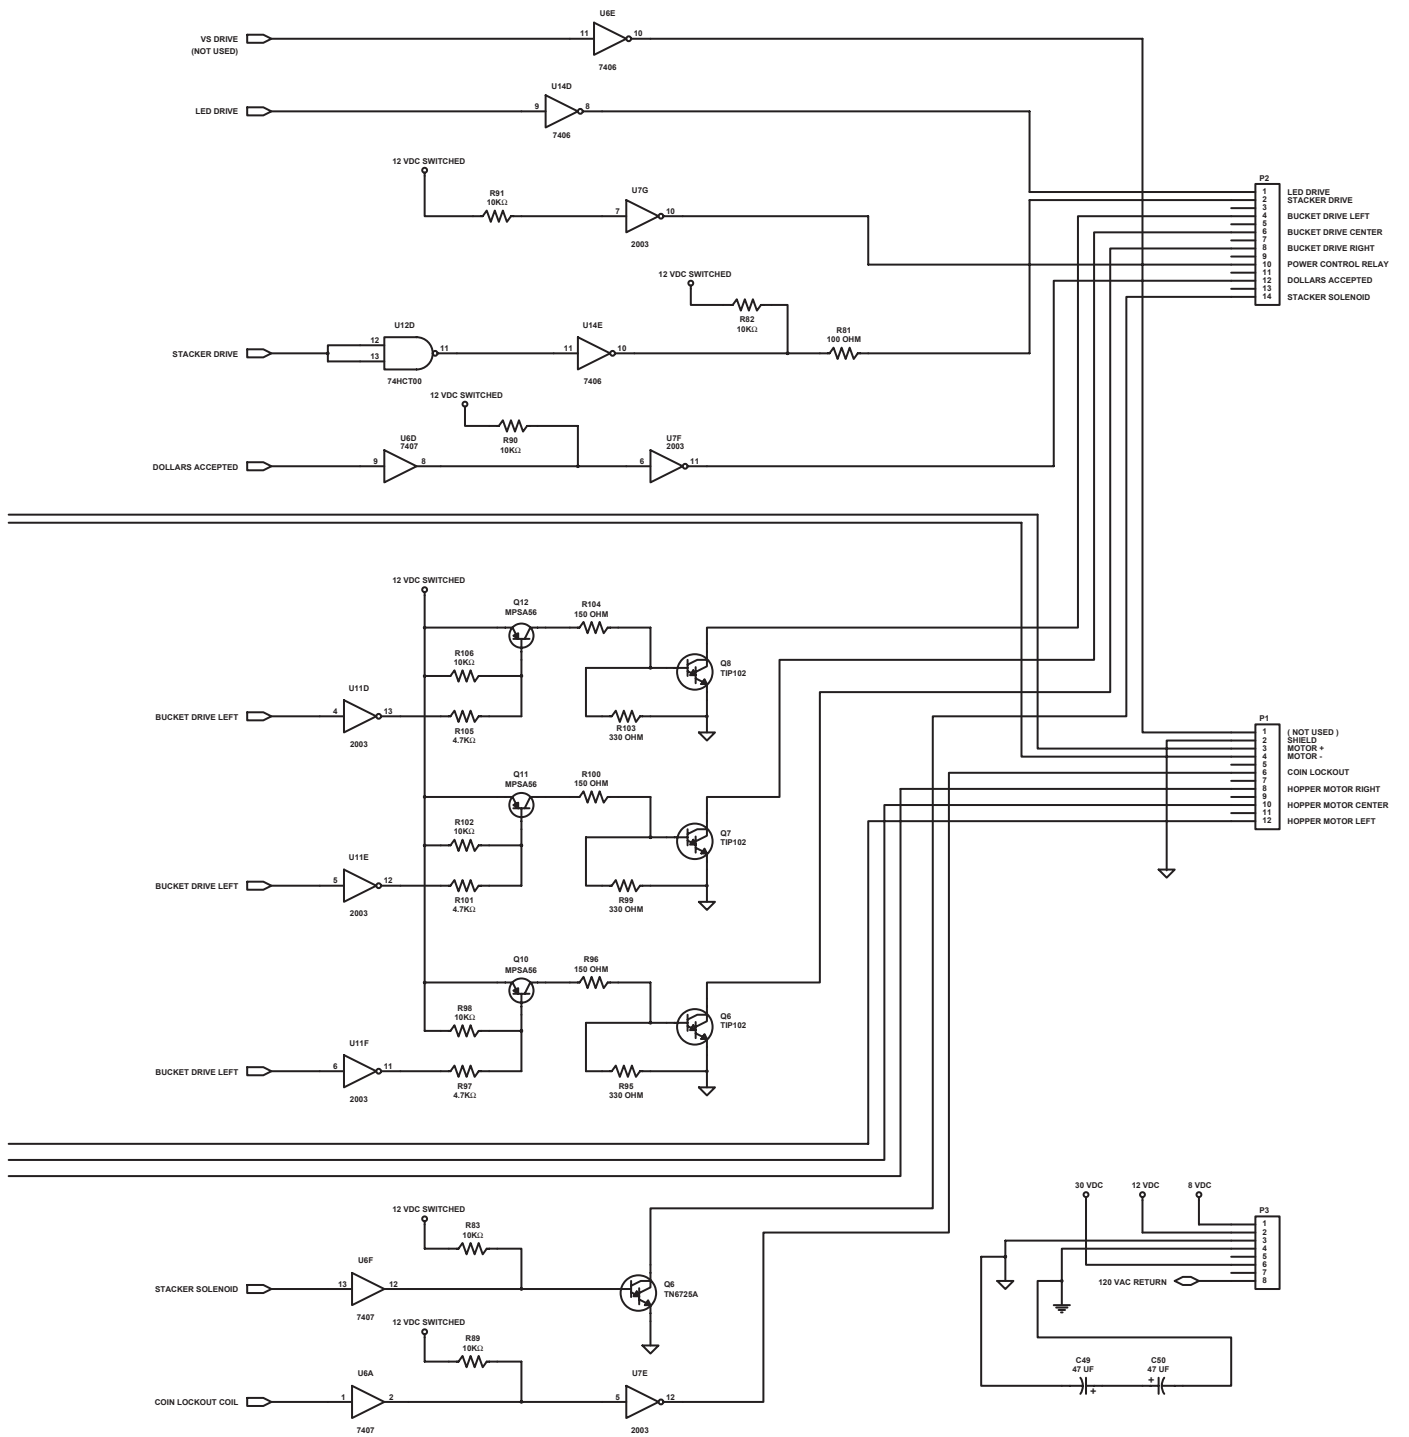 U6E
VS DRIVE
(NOT USED)
11
10
7406
U14D
LED DRIVE
9
8
7406
12 VDC SWITCHED
R91
10KΩ
U7G
7
10
2003
P2
1 LED DRIVE
2 STACKER DRIVE
3
4 BUCKET DRIVE LEFT
5
6 BUCKET DRIVE CENTER
7
8 BUCKET DRIVE RIGHT
9
10 POWER CONTROL RELAY
11
12 DOLLARS ACCEPTED
13
14 STACKER SOLENOID
12 VDC SWITCHED
R82
10KΩ
R81
100 OHM
U12D
U14E
STACKER DRIVE
12
13
11
11
10
74HCT00
7406
12 VDC SWITCHED
R90
10KΩ
U6D
7407
U7F
2003
DOLLARS ACCEPTED
9
8
6
11
12 VDC SWITCHED
Q12
MPSA56
R104
150 OHM
R106
10KΩ
Q8
TIP102
U11D
BUCKET DRIVE LEFT
4
13
2003
R105
4.7KΩ
R103
330 OHM
Q11
MPSA56
R100
150 OHM
R102
10KΩ
Q7
TIP102
U11E
BUCKET DRIVE LEFT
5
12
2003
R101
4.7KΩ
R99
330 OHM
P1
1 ( NOT USED )
2 SHIELD
3 MOTOR +
4 MOTOR -
5
6 COIN LOCKOUT
7
8 HOPPER MOTOR RIGHT
9
10 HOPPER MOTOR CENTER
11
12 HOPPER MOTOR LEFT
Q10
MPSA56
R96
150 OHM
R98
10KΩ
Q6
TIP102
U11F
BUCKET DRIVE LEFT
6
11
2003
R97
4.7KΩ
R95
330 OHM
12 VDC SWITCHED
R83
10KΩ
U6F
STACKER SOLENOID
13
12
7407
Q6
TN6725A
12 VDC SWITCHED
R89
10KΩ
U6A
COIN LOCKOUT COIL
1
2
7407
U7E
5
12
2003
30 VDC
12 VDC
8 VDC
P3
1
2
3
4
5
6
7
8
120 VAC RETURN
C49
47 UF
+
C50
47 UF
+